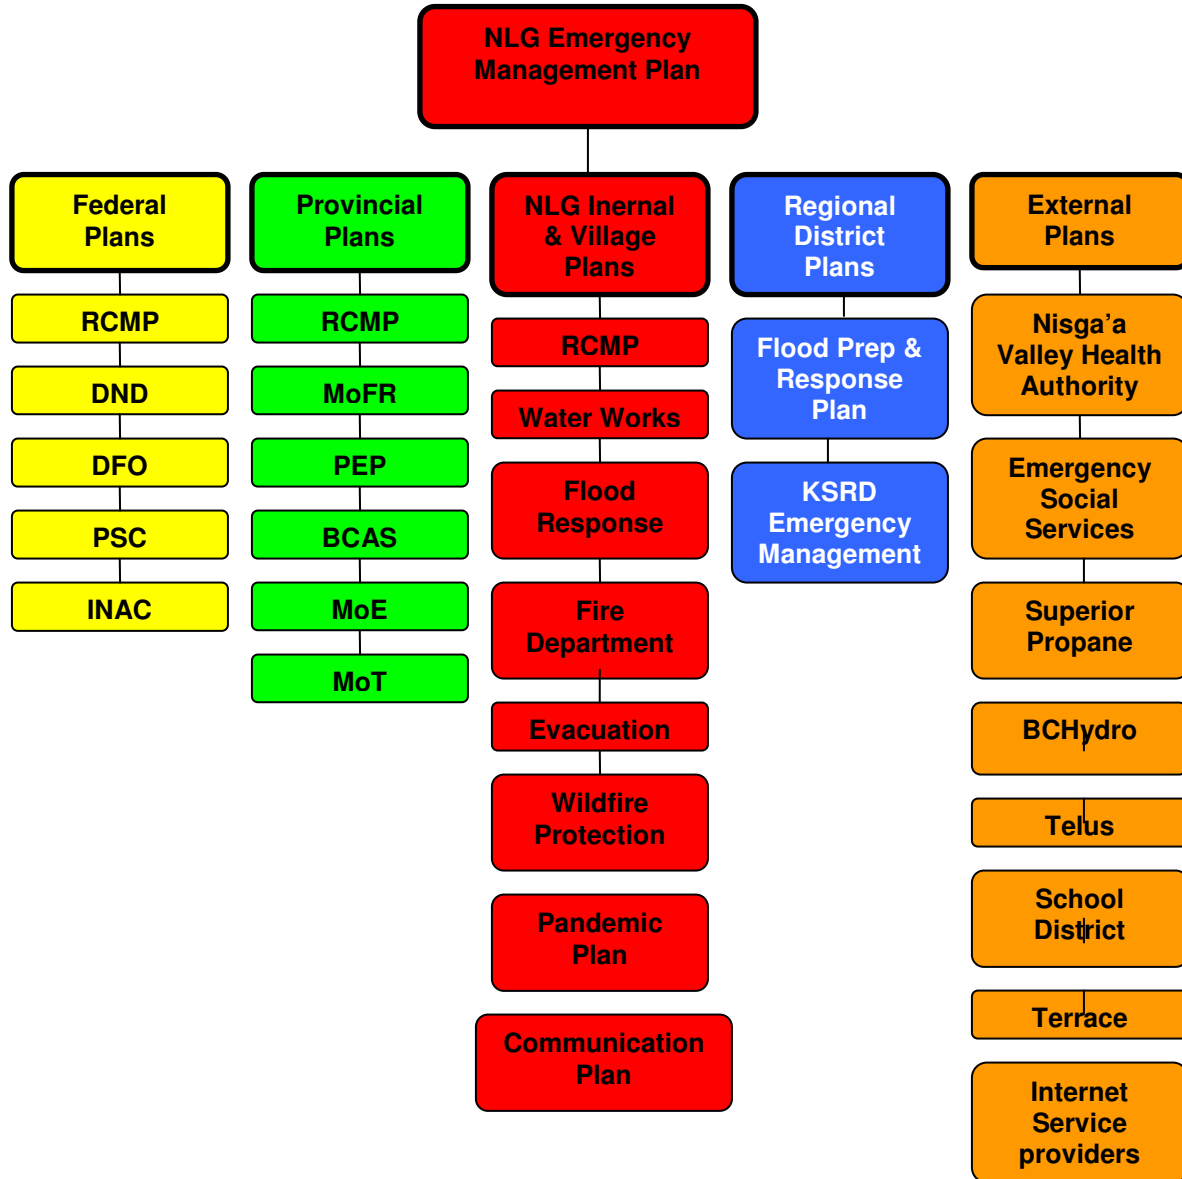 NLG Emergency
Management Plan
Federal
Plans
RCMP
DND
DFO
PSC
INAC
Provincial
Plans
RCMP
MoFR
PEP
BCAS
MoE
MoT
NLG Inernal
& Village
Plans
RCMP
Water Works
Flood
Response
Fire
Department
Evacuation
Wildfire
Protection
Pandemic
Plan
Communication
Plan
Regional
District
Plans
Flood Prep &
Response
Plan
KSRD
Emergency
Management
External
Plans
Nisga’a
Valley Health
Authority
Emergency
Social
Services
Superior
Propane
BCHydro
Telus
School
District
Terrace
Internet
Service
providers